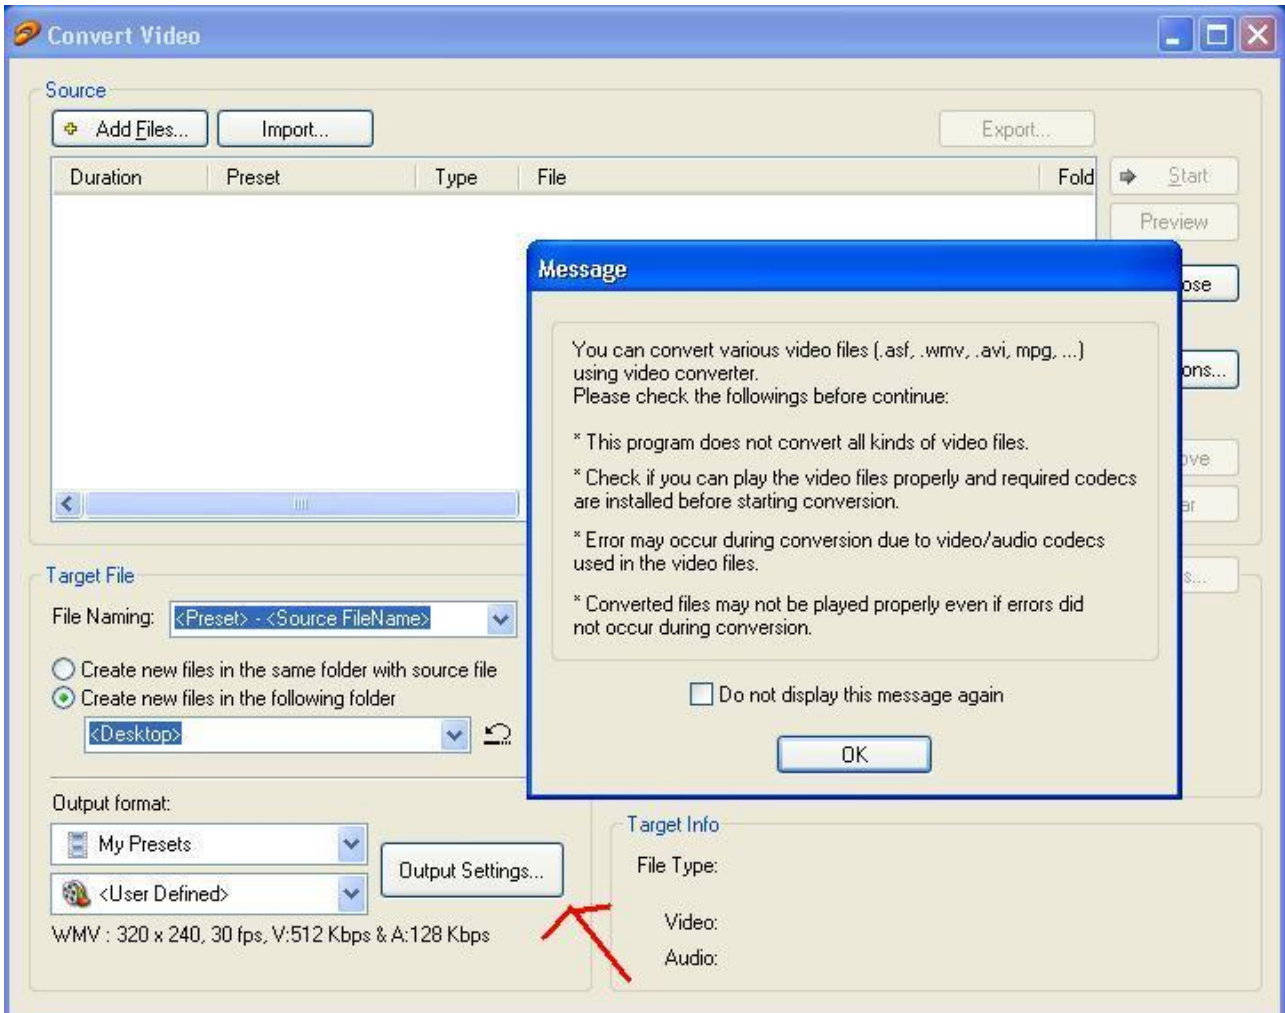 Convert Video
Source
Add Files...
Import...
Export...
Duration Preset Type File Fold
Start
Preview
Message
ose
You can convert various video files (.asf, .wmv, .avi, mpg, ...)
using video converter.
Please check the followings before continue:
ons...
* This program does not convert all kinds of video files.
ove
* Check if you can play the video files properly and required codecs
are installed before starting conversion.
ar
* Error may occur during conversion due to video/audio codecs
used in the video files.
s...
* Converted files may not be played properly even if errors did
not occur during conversion.
Do not display this message again
OK
Target File
File Naming: <Preset> - <Source FileName>
Create new files in the same folder with source file
Create new files in the following folder
<Desktop>
Output format:
My Presets
<User Defined>
Output Settings...
WMV : 320 x 240, 30 fps, V:512 Kbps & A:128 Kbps
Target Info
File Type:
Video:
Audio: